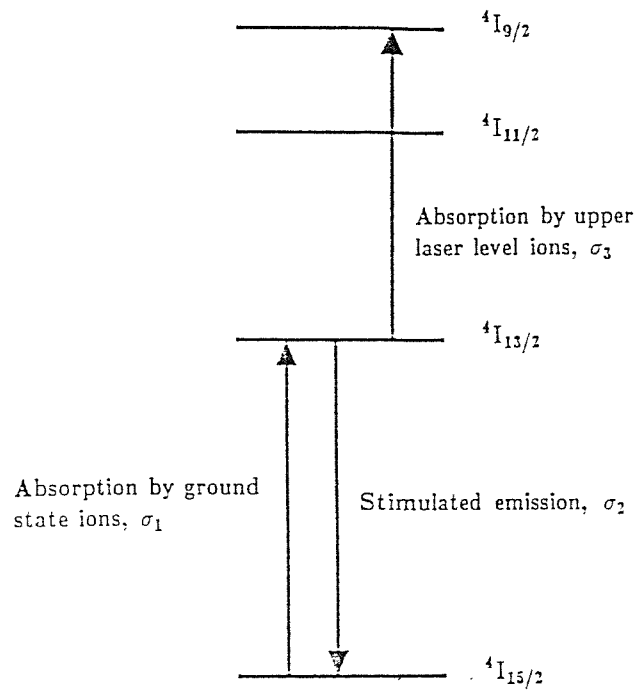 ⁴I₉/₂
⁴I₁₁/₂
Absorption by upper
laser level ions, σ₃
⁴I₁₃/₂
Absorption by ground
state ions, σ₁
Stimulated emission, σ₂
⁴I₁₅/₂